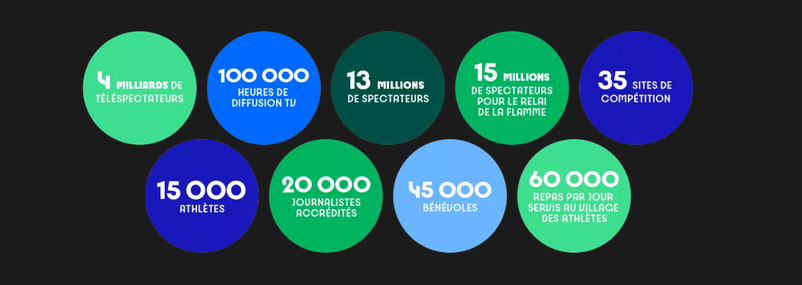 4 MILLIARDS DE
TÉLÉSPECTATEURS
100 000
HEURES DE
DIFFUSION TV
13 MILLIONS
DE SPECTATEURS
15 MILLIONS
DE SPECTATEURS
POUR LE RELAI
DE LA FLAMME
35 SITES DE
COMPÉTITION
15 000
ATHLÈTES
20 000
JOURNALISTES
ACCRÉDITÉS
45 000
BÉNÉVOLES
60 000
REPAS PAR JOUR
SERVIS AU VILLAGE
DES ATHLÈTES